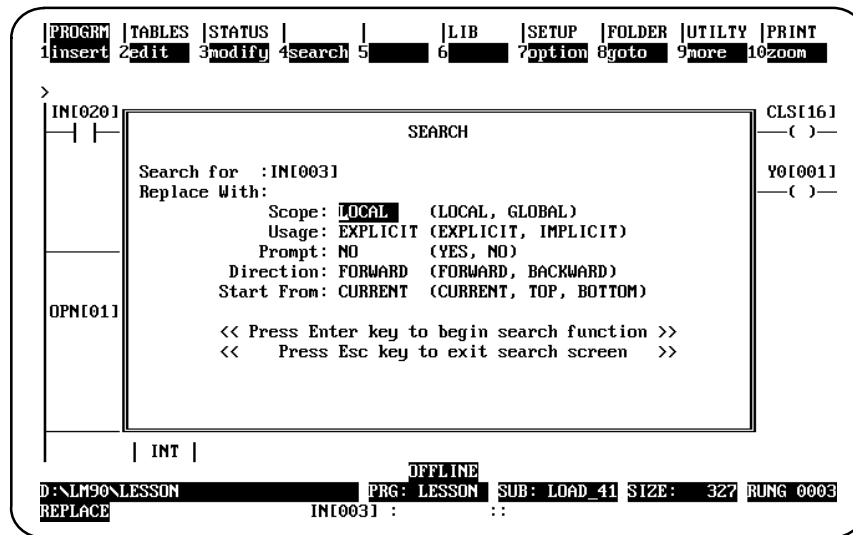 |PROGRM |TABLES |STATUS | | |LIB |SETUP |FOLDER |UTILTY |PRINT
1insert 2edit 3modify 4search 5 6 7option 8goto 9more 10zoom
>
IN[020] CLS[16]
SEARCH
Search for :IN[003] Y0[001]
Replace With:
Scope: LOCAL (LOCAL, GLOBAL)
Usage: EXPLICIT (EXPLICIT, IMPLICIT)
Prompt: NO (YES, NO)
Direction: FORWARD (FORWARD, BACKWARD)
Start From: CURRENT (CURRENT, TOP, BOTTOM)
OPN[01]
<< Press Enter key to begin search function >>
<< Press Esc key to exit search screen >>
| INT |
OFFLINE
D:\LM90\LESSON PRG: LESSON SUB: LOAD_41 SIZE: 327 RUNG 0003
REPLACE IN[003] : ::